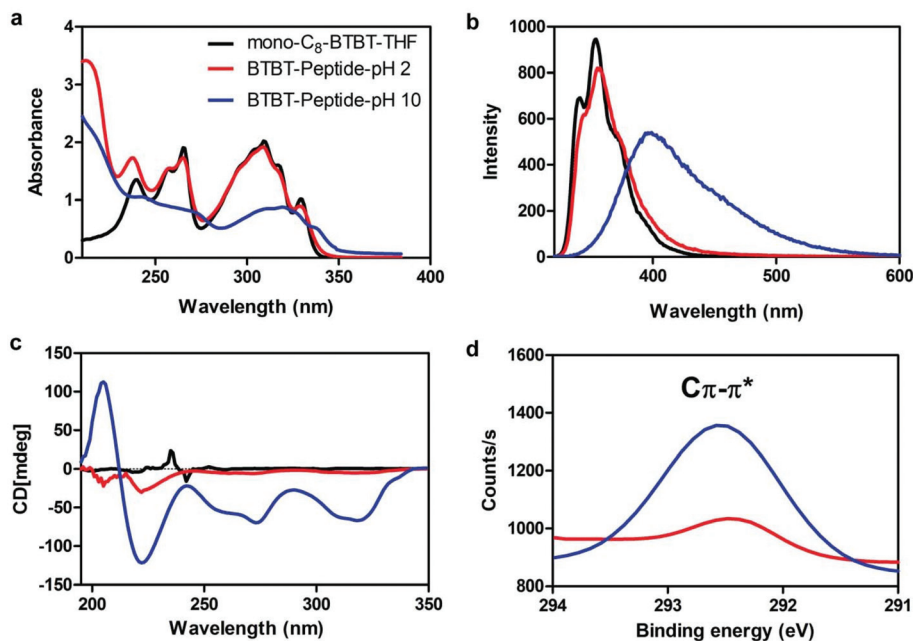 a
4
3
2
1
0
Absorbance
250
300
350
400
Wavelength (nm)
mono-C₈-BTBT-THF
BTBT-Peptide-pH 2
BTBT-Peptide-pH 10
b
1000
800
600
400
200
0
Intensity
400
500
600
Wavelength (nm)
c
150
100
50
0
-50
-100
-150
CD[mdeg]
200
250
300
350
Wavelength (nm)
d
1600
1400
1200
1000
800
Counts/s
Cπ-π*
294
293
292
291
Binding energy (eV)